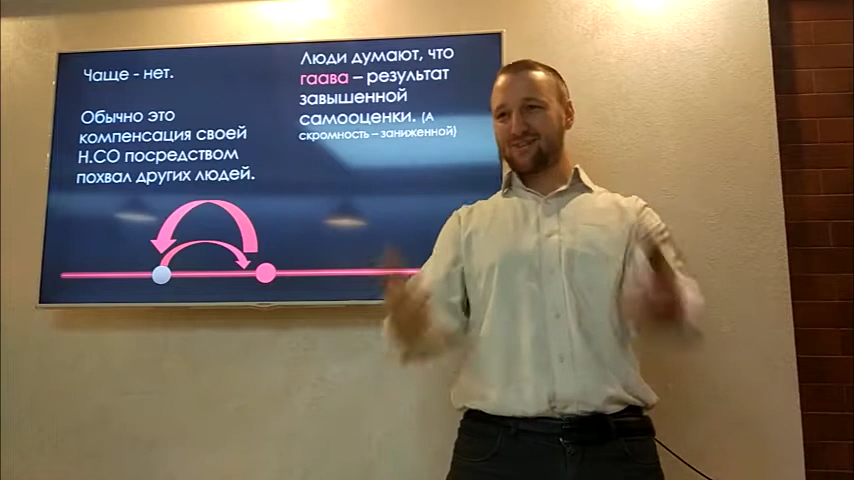 Чаще - нет.
Обычно это
компенсация своей
Н.СО посредством
похвал других людей.
Люди думают, что
гаава – результат
завышенной
самооценки. (А
скромность – заниженной)